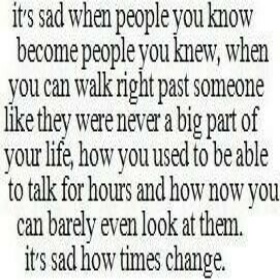 it's sad when people you know
become people you knew, when
you can walk right past someone
like they were never a big part of
your life, how you used to be able
to talk for hours and how now you
can barely even look at them.
it's sad how times change.